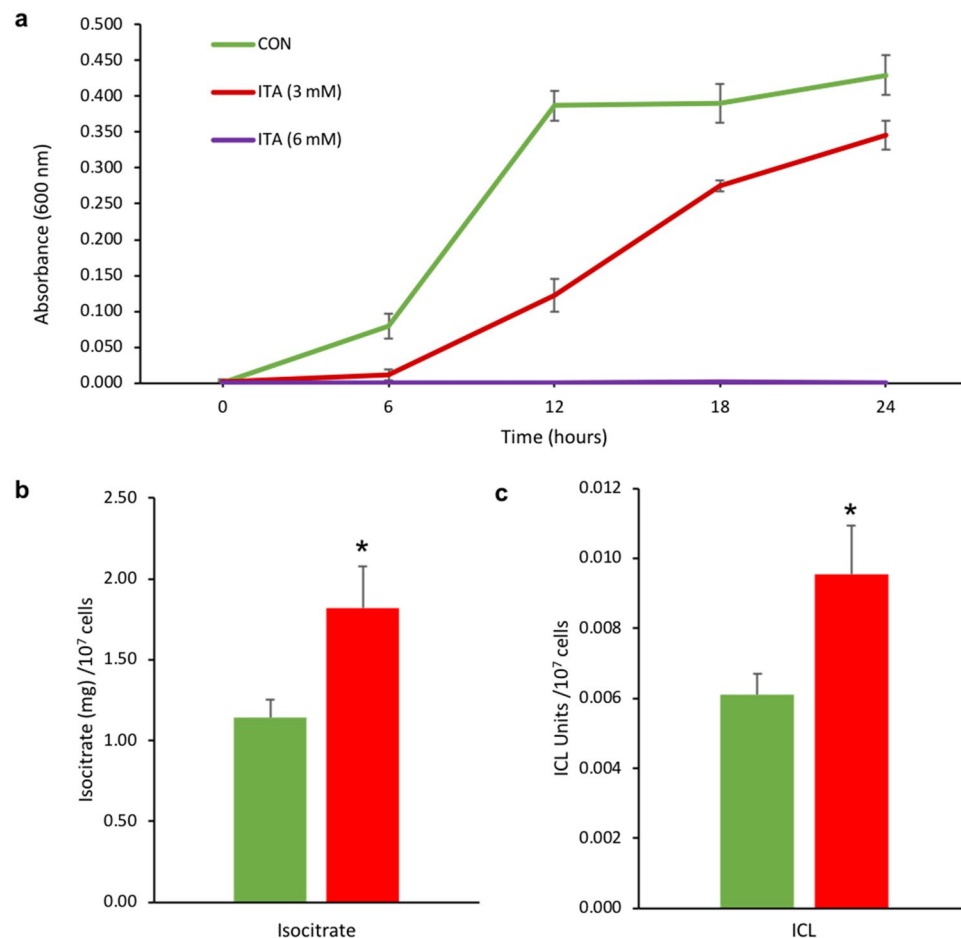 a
0.500
0.450
0.400
0.350
0.300
0.250
0.200
0.150
0.100
0.050
0.000
Absorbance (600 nm)
CON
ITA (3 mM)
ITA (6 mM)
0 6 12 18 24
Time (hours)
b
2.50
2.00
1.50
1.00
0.50
0.00
Isocitrate (mg) /10⁷ cells
*
Isocitrate
c
0.012
0.010
0.008
0.006
0.004
0.002
0.000
ICL Units /10⁷ cells
*
ICL